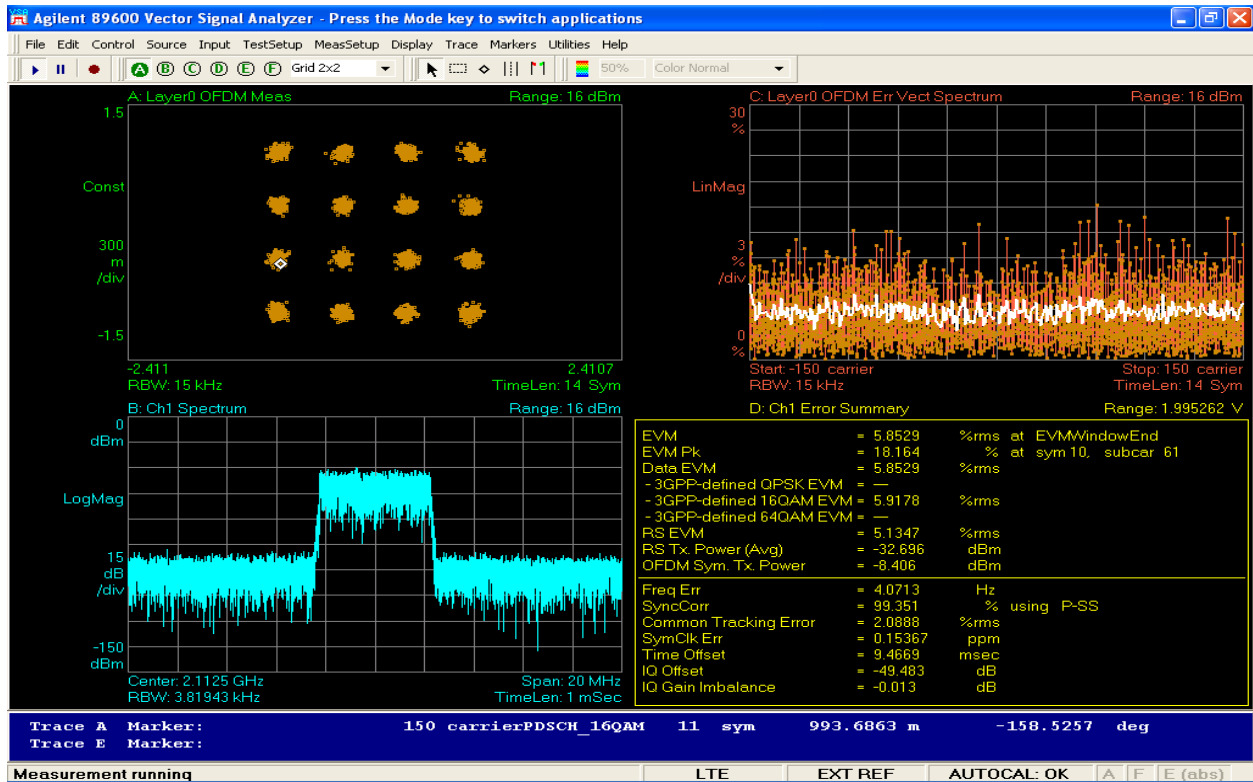 Agilent 89600 Vector Signal Analyzer - Press the Mode key to switch applications
File Edit Control Source Input TestSetup MeasSetup Display Trace Markers Utilities Help
A B C D E F Grid 2x2 50% Color Normal
A: Layer0 OFDM Meas Range: 16 dBm
1.5
Const
300
m
/div
-1.5
-2.411 2.4107
RBW: 15 kHz TimeLen: 14 Sym
C: Layer0 OFDM Err Vect Spectrum Range: 16 dBm
30
%
LinMag
3
%
/div
0
%
Start: -150 carrier Stop: 150 carrier
RBW: 15 kHz TimeLen: 14 Sym
B: Ch1 Spectrum Range: 16 dBm
0
dBm
LogMag
15
dB
/div
-150
dBm
Center: 2.1125 GHz Span: 20 MHz
RBW: 3.81943 kHz TimeLen: 1 mSec
D: Ch1 Error Summary Range: 1.995262 V
EVM = 5.8529 %rms at EVMWindowEnd
EVM Pk = 18.164 % at sym 10, subcar 61
Data EVM = 5.8529 %rms
- 3GPP-defined QPSK EVM = —
- 3GPP-defined 16QAM EVM = 5.9178 %rms
- 3GPP-defined 64QAM EVM = —
RS EVM = 5.1347 %rms
RS Tx. Power (Avg) = -32.696 dBm
OFDM Sym. Tx. Power = -8.406 dBm
Freq Err = 4.0713 Hz
SyncCorr = 99.351 % using P-SS
Common Tracking Error = 2.0888 %rms
SymClk Err = 0.15367 ppm
Time Offset = 9.4669 msec
IQ Offset = -49.483 dB
IQ Gain Imbalance = -0.013 dB
Trace A Marker: 150 carrierPDSCH_16QAM 11 sym 993.6863 m -158.5257 deg
Trace E Marker:
Measurement running LTE EXT REF AUTOCAL: OK A F E (abs)